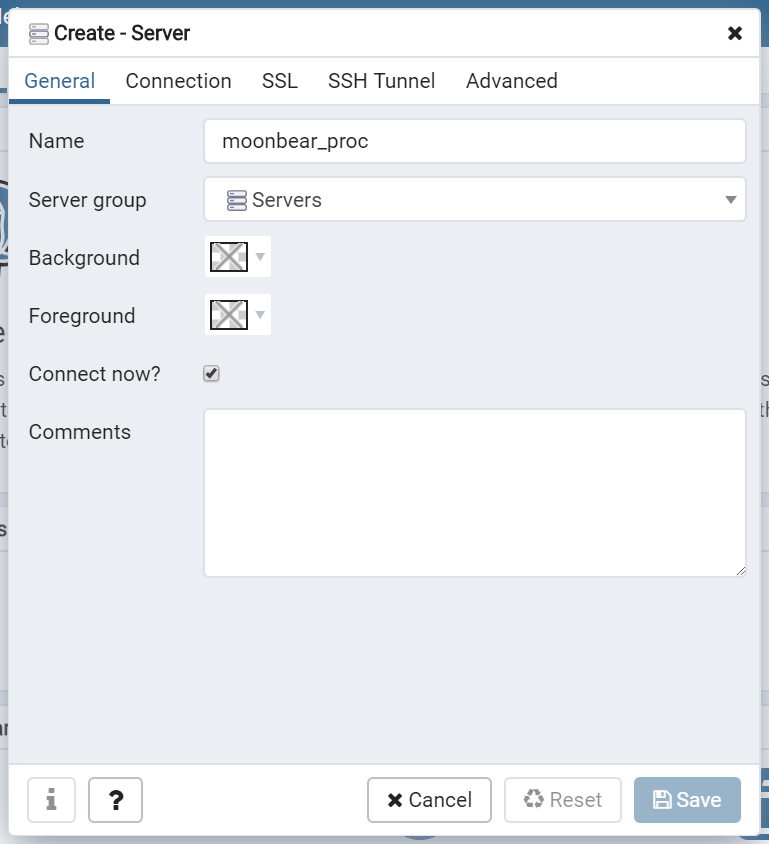 Create - Server
General Connection SSL SSH Tunnel Advanced
Name moonbear_proc
Server group Servers
Background
Foreground
Connect now?
Comments
i ? Cancel Reset Save